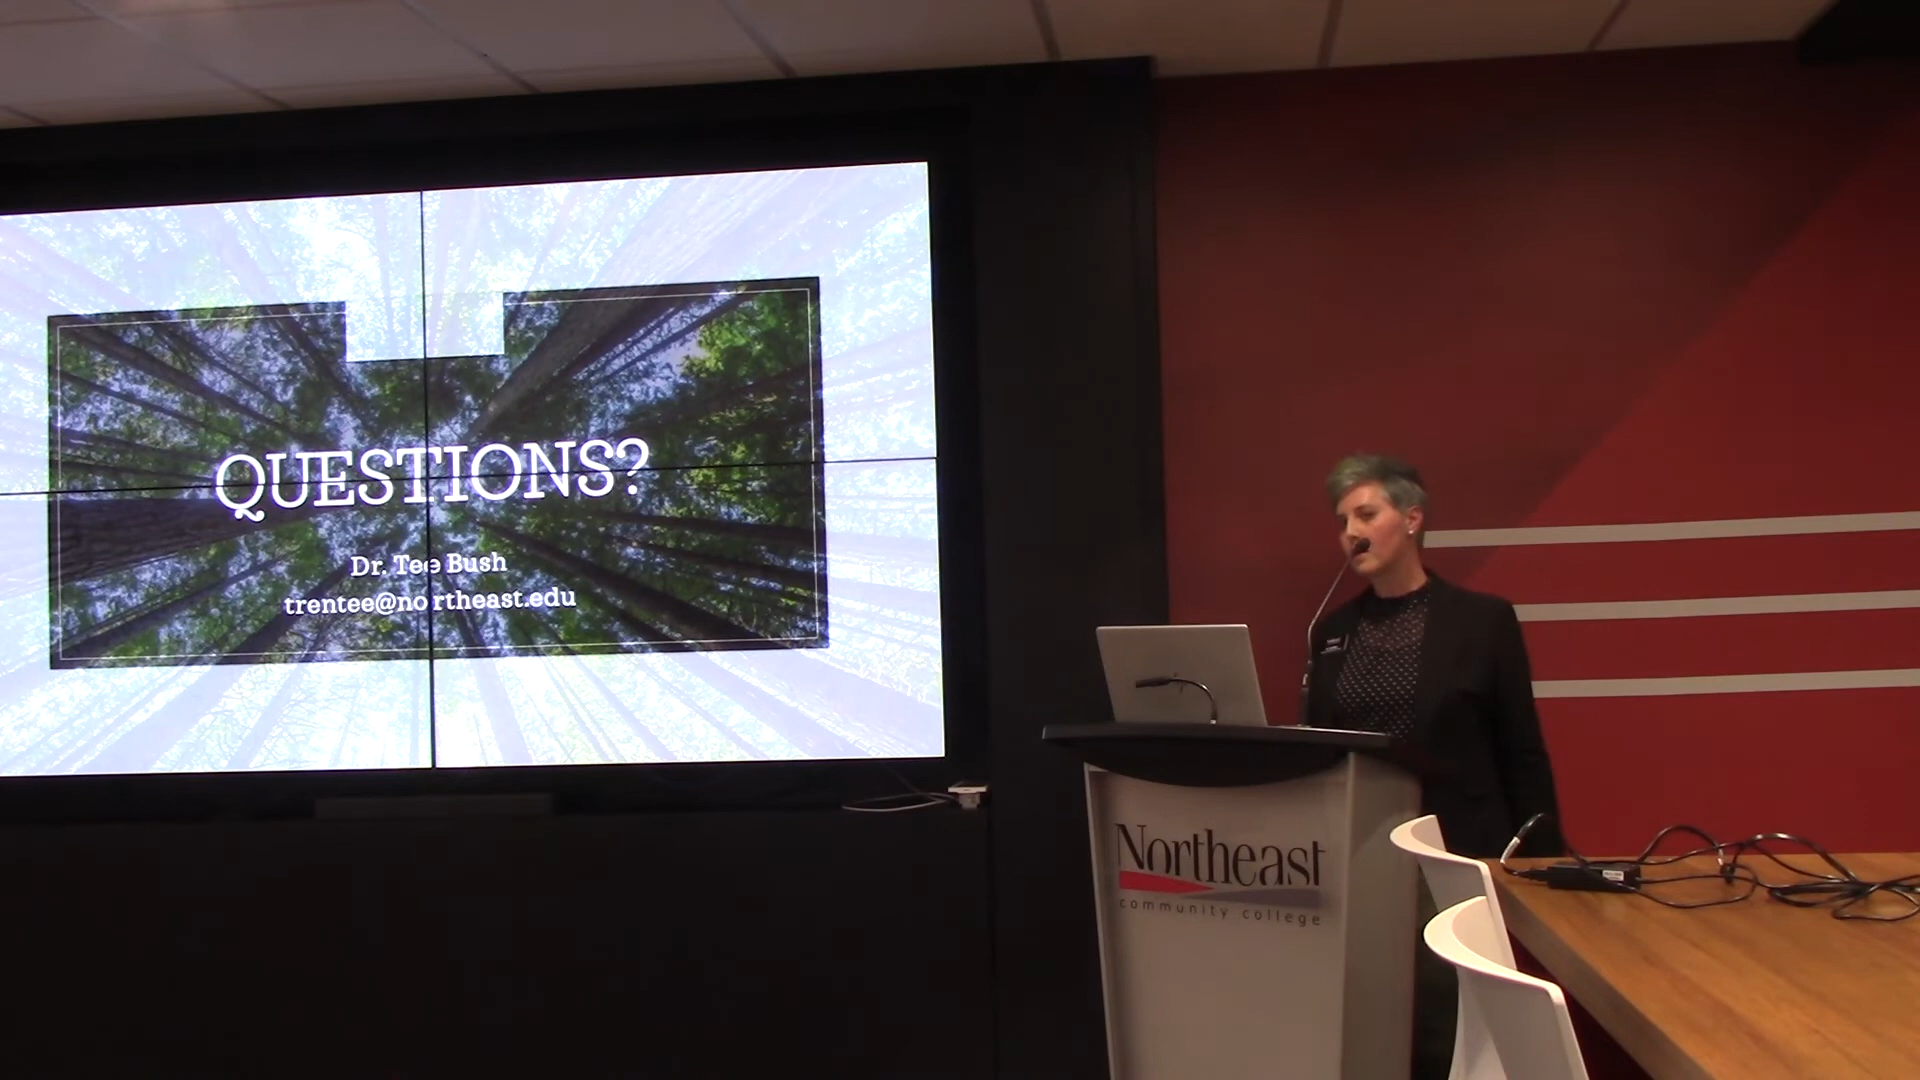 QUESTIONS?
Dr. Tee Bush
trentee@northeast.edu
Northeast
community college